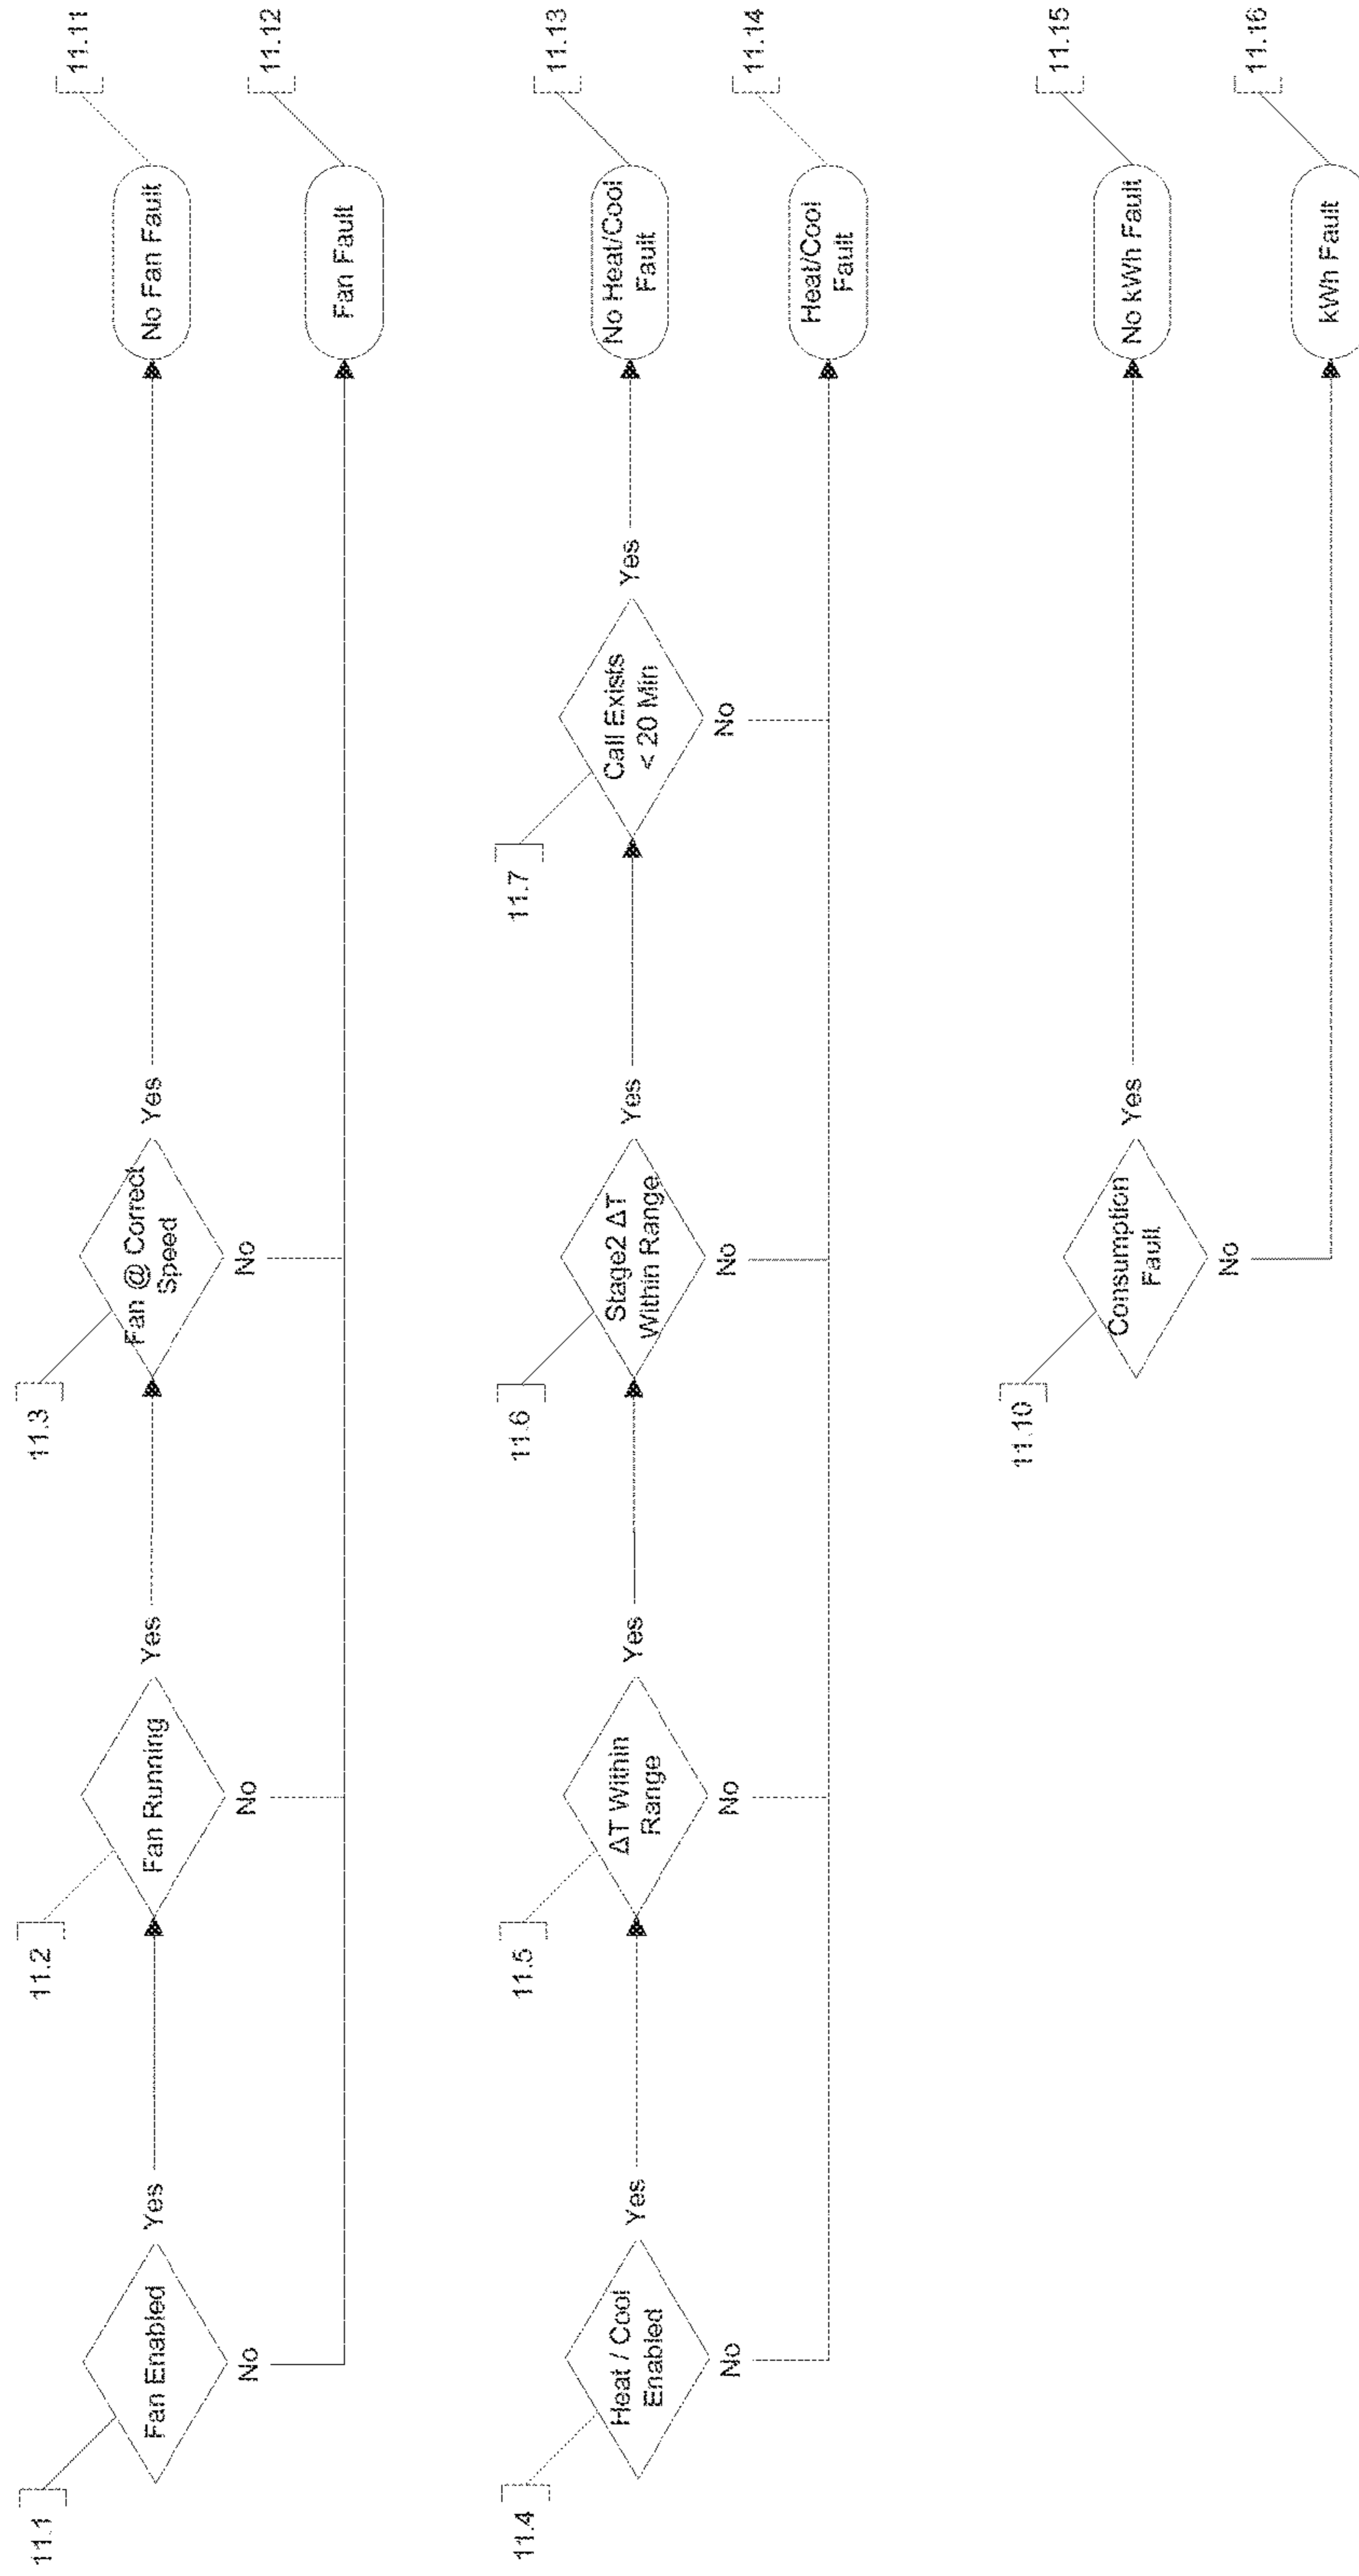 11.1
Fan Enabled
Yes
No
11.2
Fan Running
Yes
No
11.3
Fan @ Correct
Speed
Yes
No
No Fan Fault
11.11
Fan Fault
11.12
11.4
Heat / Cool
Enabled
Yes
No
11.5
ΔT Within
Range
Yes
No
11.6
Stage2 ΔT
Within Range
Yes
No
11.7
Call Exists
< 20 Min
Yes
No
No Heat/Cool
Fault
11.13
Heat/Cool
Fault
11.14
11.10
Consumption
Fault
Yes
No
No kWh Fault
11.15
kWh Fault
11.16